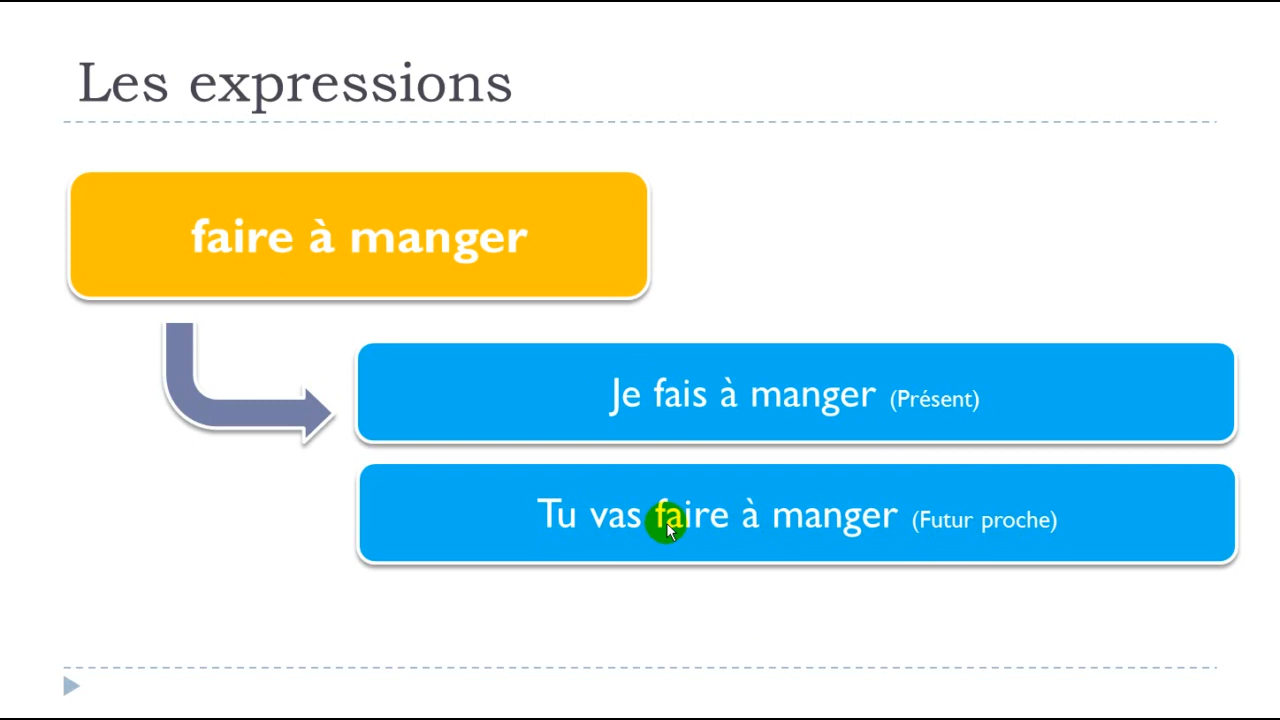 Les expressions
faire à manger
Je fais à manger (Présent)
Tu vas faire à manger (Futur proche)